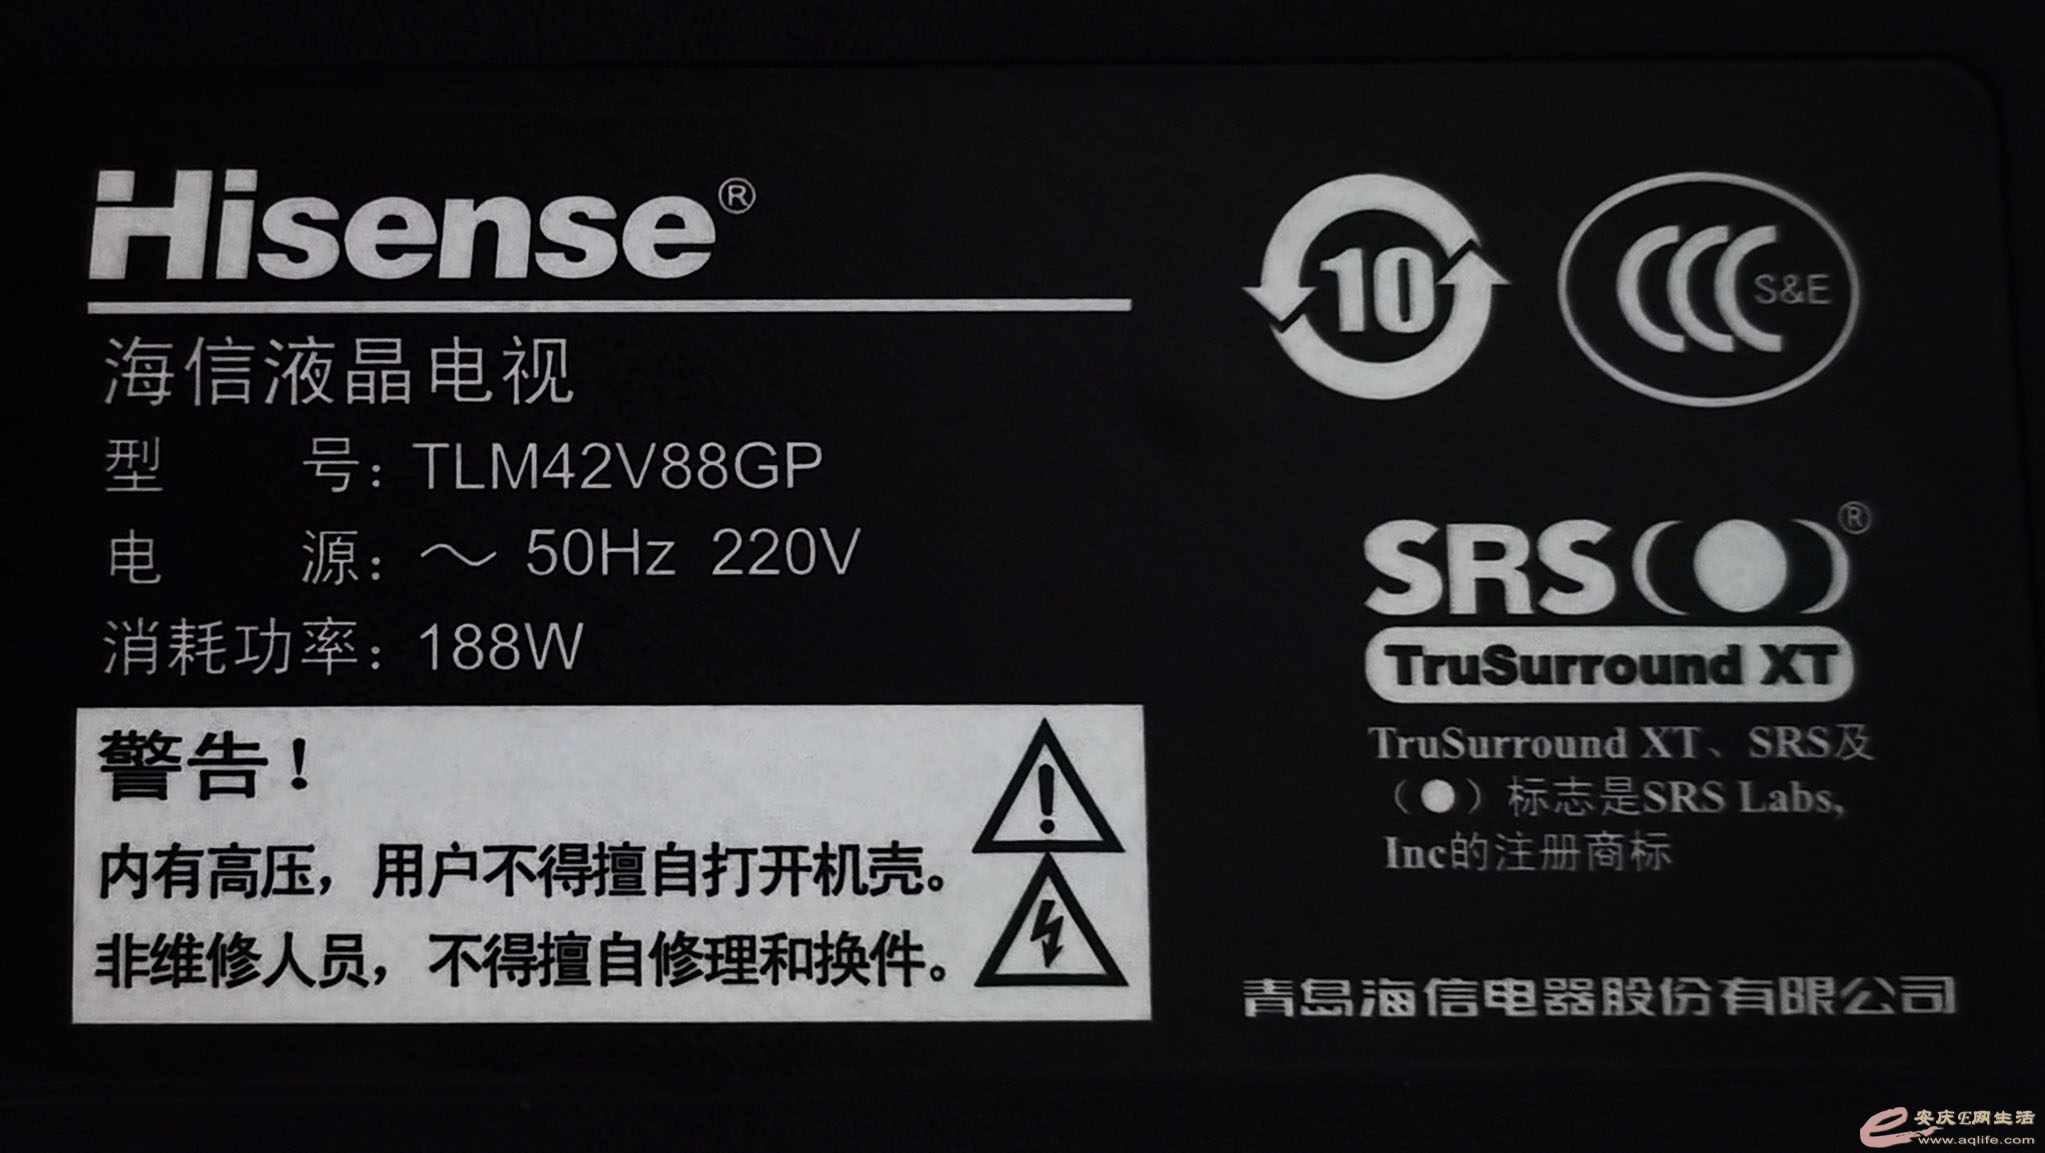 Hisense®
海信液晶电视
型 号: TLM42V88GP
电 源: ～ 50Hz 220V
消耗功率: 188W
警告！
内有高压，用户不得擅自打开机壳。
非维修人员，不得擅自修理和换件。
10
CCC S&E
SRS(●)®
TruSurround XT
TruSurround XT、SRS及
（●）标志是SRS Labs,
Inc的注册商标
青岛海信电器股份有限公司
e安庆E网生活
www.aqlife.com